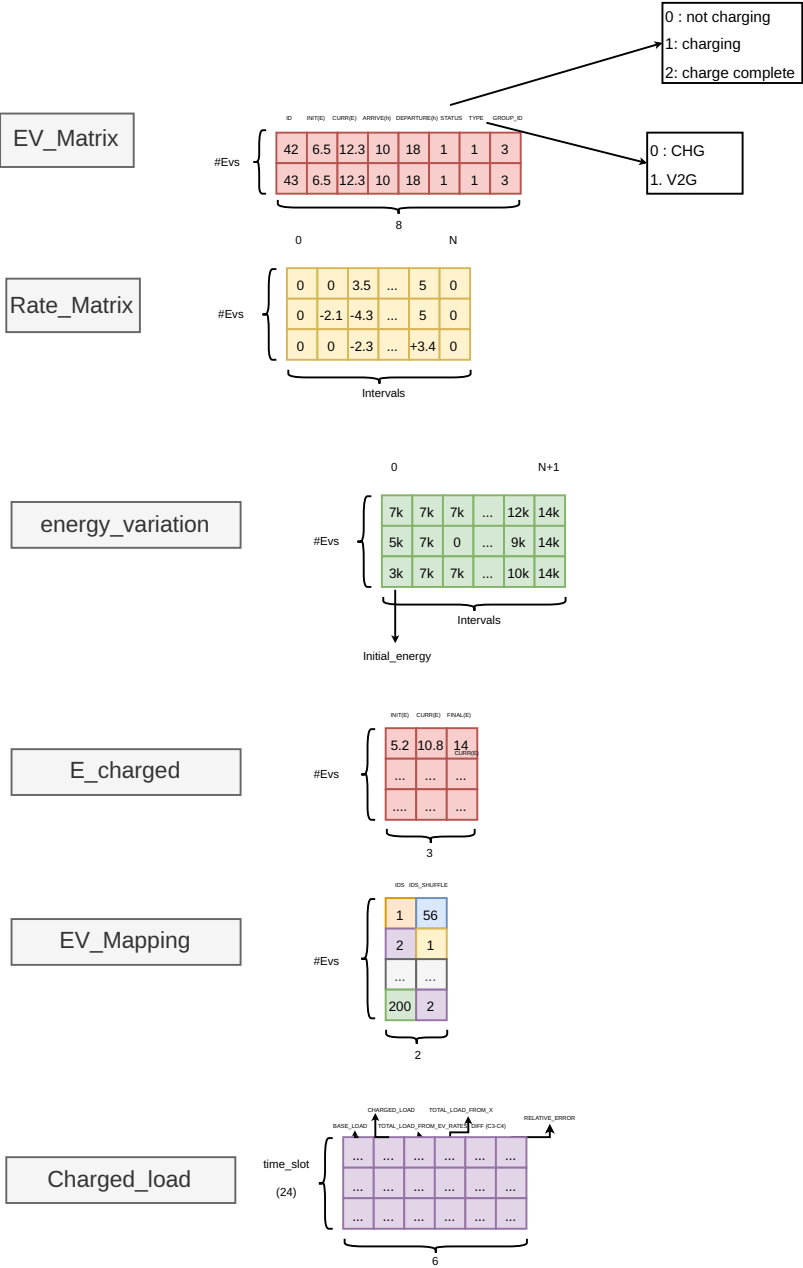 0 : not charging
1: charging
2: charge complete
EV_Matrix
ID INIT(E) CURR(E) ARRIVE(h) DEPARTURE(h) STATUS TYPE GROUP_ID
#Evs
42 6.5 12.3 10 18 1 1 3
43 6.5 12.3 10 18 1 1 3
8
0 : CHG
1. V2G
0 N
Rate_Matrix
#Evs
0 0 3.5 ... 5 0
0 -2.1 -4.3 ... 5 0
0 0 -2.3 ... +3.4 0
Intervals
0 N+1
energy_variation
#Evs
7k 7k 7k ... 12k 14k
5k 7k 0 ... 9k 14k
3k 7k 7k ... 10k 14k
Intervals
Initial_energy
INIT(E) CURR(E) FINAL(E)
E_charged
#Evs
5.2 10.8 14
CURR(E)
... ... ...
.... ... ...
3
IDS IDS_SHUFFLE
EV_Mapping
#Evs
1 56
2 1
... ...
200 2
2
CHARGED_LOAD TOTAL_LOAD_FROM_X
RELATIVE_ERROR
BASE_LOAD TOTAL_LOAD_FROM_EV_RATES DIFF (C3-C4)
Charged_load
time_slot
(24)
... ... ... ... ... ...
... ... ... ... ... ...
... ... ... ... ... ...
6